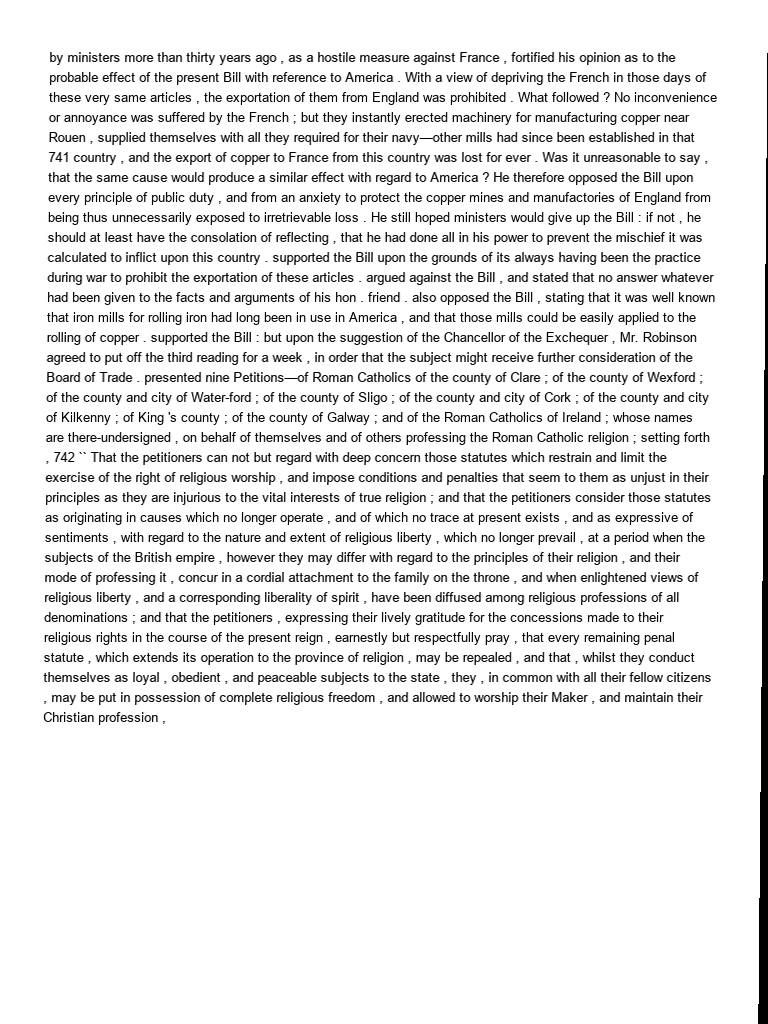 by ministers more than thirty years ago , as a hostile measure against France , fortified his opinion as to the
probable effect of the present Bill with reference to America . With a view of depriving the French in those days of
these very same articles , the exportation of them from England was prohibited . What followed ? No inconvenience
or annoyance was suffered by the French ; but they instantly erected machinery for manufacturing copper near
Rouen , supplied themselves with all they required for their navy—other mills had since been established in that
741 country , and the export of copper to France from this country was lost for ever . Was it unreasonable to say ,
that the same cause would produce a similar effect with regard to America ? He therefore opposed the Bill upon
every principle of public duty , and from an anxiety to protect the copper mines and manufactories of England from
being thus unnecessarily exposed to irretrievable loss . He still hoped ministers would give up the Bill : if not , he
should at least have the consolation of reflecting , that he had done all in his power to prevent the mischief it was
calculated to inflict upon this country . supported the Bill upon the grounds of its always having been the practice
during war to prohibit the exportation of these articles . argued against the Bill , and stated that no answer whatever
had been given to the facts and arguments of his hon . friend . also opposed the Bill , stating that it was well known
that iron mills for rolling iron had long been in use in America , and that those mills could be easily applied to the
rolling of copper . supported the Bill : but upon the suggestion of the Chancellor of the Exchequer , Mr. Robinson
agreed to put off the third reading for a week , in order that the subject might receive further consideration of the
Board of Trade . presented nine Petitions—of Roman Catholics of the county of Clare ; of the county of Wexford ;
of the county and city of Water-ford ; of the county of Sligo ; of the county and city of Cork ; of the county and city
of Kilkenny ; of King 's county ; of the county of Galway ; and of the Roman Catholics of Ireland ; whose names
are there-undersigned , on behalf of themselves and of others professing the Roman Catholic religion ; setting forth
, 742 `` That the petitioners can not but regard with deep concern those statutes which restrain and limit the
exercise of the right of religious worship , and impose conditions and penalties that seem to them as unjust in their
principles as they are injurious to the vital interests of true religion ; and that the petitioners consider those statutes
as originating in causes which no longer operate , and of which no trace at present exists , and as expressive of
sentiments , with regard to the nature and extent of religious liberty , which no longer prevail , at a period when the
subjects of the British empire , however they may differ with regard to the principles of their religion , and their
mode of professing it , concur in a cordial attachment to the family on the throne , and when enlightened views of
religious liberty , and a corresponding liberality of spirit , have been diffused among religious professions of all
denominations ; and that the petitioners , expressing their lively gratitude for the concessions made to their
religious rights in the course of the present reign , earnestly but respectfully pray , that every remaining penal
statute , which extends its operation to the province of religion , may be repealed , and that , whilst they conduct
themselves as loyal , obedient , and peaceable subjects to the state , they , in common with all their fellow citizens
, may be put in possession of complete religious freedom , and allowed to worship their Maker , and maintain their
Christian profession ,